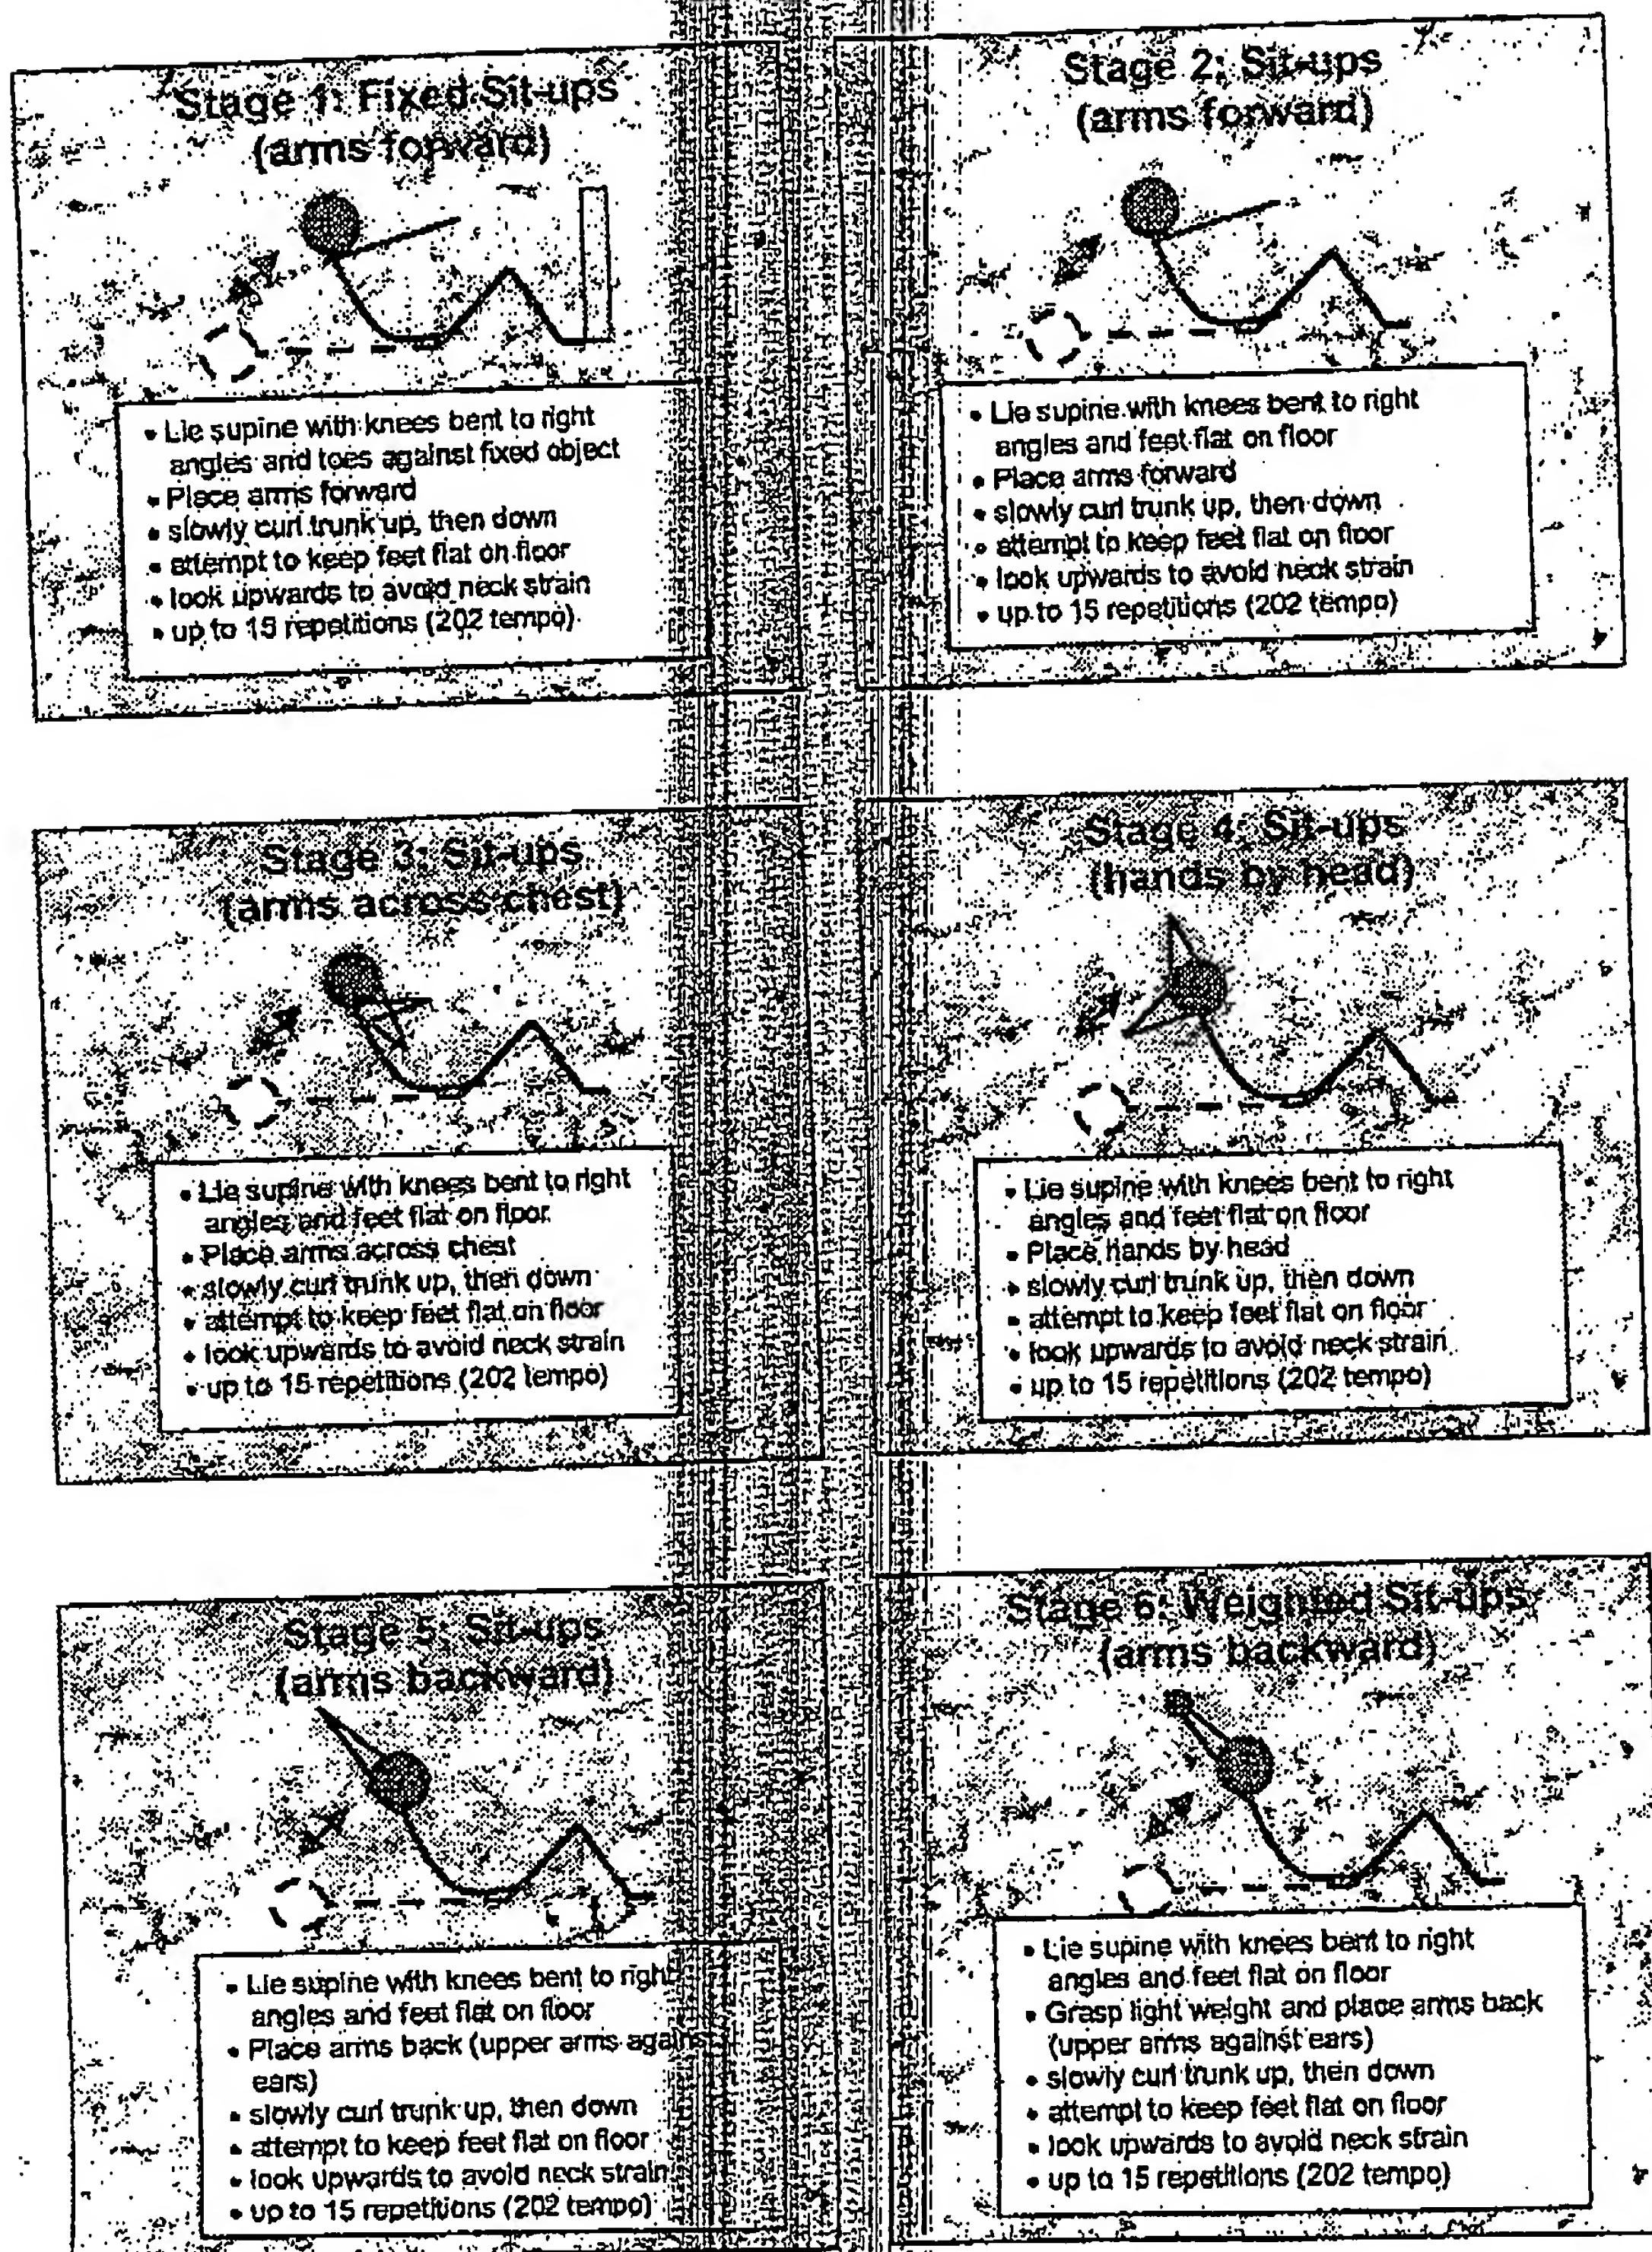 Stage 1: Fixed Sit-ups
(arms forward)
• Lie supine with knees bent to right
angles and toes against fixed object
• Place arms forward
• slowly curl trunk up, then down
• attempt to keep feet flat on floor
• look upwards to avoid neck strain
• up to 15 repetitions (202 tempo)
Stage 2: Sit-ups
(arms forward)
• Lie supine with knees bent to right
angles and feet flat on floor
• Place arms forward
• slowly curl trunk up, then down
• attempt to keep feet flat on floor
• look upwards to avoid neck strain
• up to 15 repetitions (202 tempo)
Stage 3: Sit-ups
(arms across chest)
• Lie supine with knees bent to right
angles and feet flat on floor
• Place arms across chest
• slowly curl trunk up, then down
• attempt to keep feet flat on floor
• look upwards to avoid neck strain
• up to 15 repetitions (202 tempo)
Stage 4: Sit-ups
(hands by head)
• Lie supine with knees bent to right
angles and feet flat on floor
• Place hands by head
• slowly curl trunk up, then down
• attempt to keep feet flat on floor
• look upwards to avoid neck strain
• up to 15 repetitions (202 tempo)
Stage 5: Sit-ups
(arms backward)
• Lie supine with knees bent to right
angles and feet flat on floor
• Place arms back (upper arms against
ears)
• slowly curl trunk up, then down
• attempt to keep feet flat on floor
• look upwards to avoid neck strain
• up to 15 repetitions (202 tempo)
Stage 6: Weighted Sit-ups
(arms backward)
• Lie supine with knees bent to right
angles and feet flat on floor
• Grasp light weight and place arms back
(upper arms against ears)
• slowly curl trunk up, then down
• attempt to keep feet flat on floor
• look upwards to avoid neck strain
• up to 15 repetitions (202 tempo)